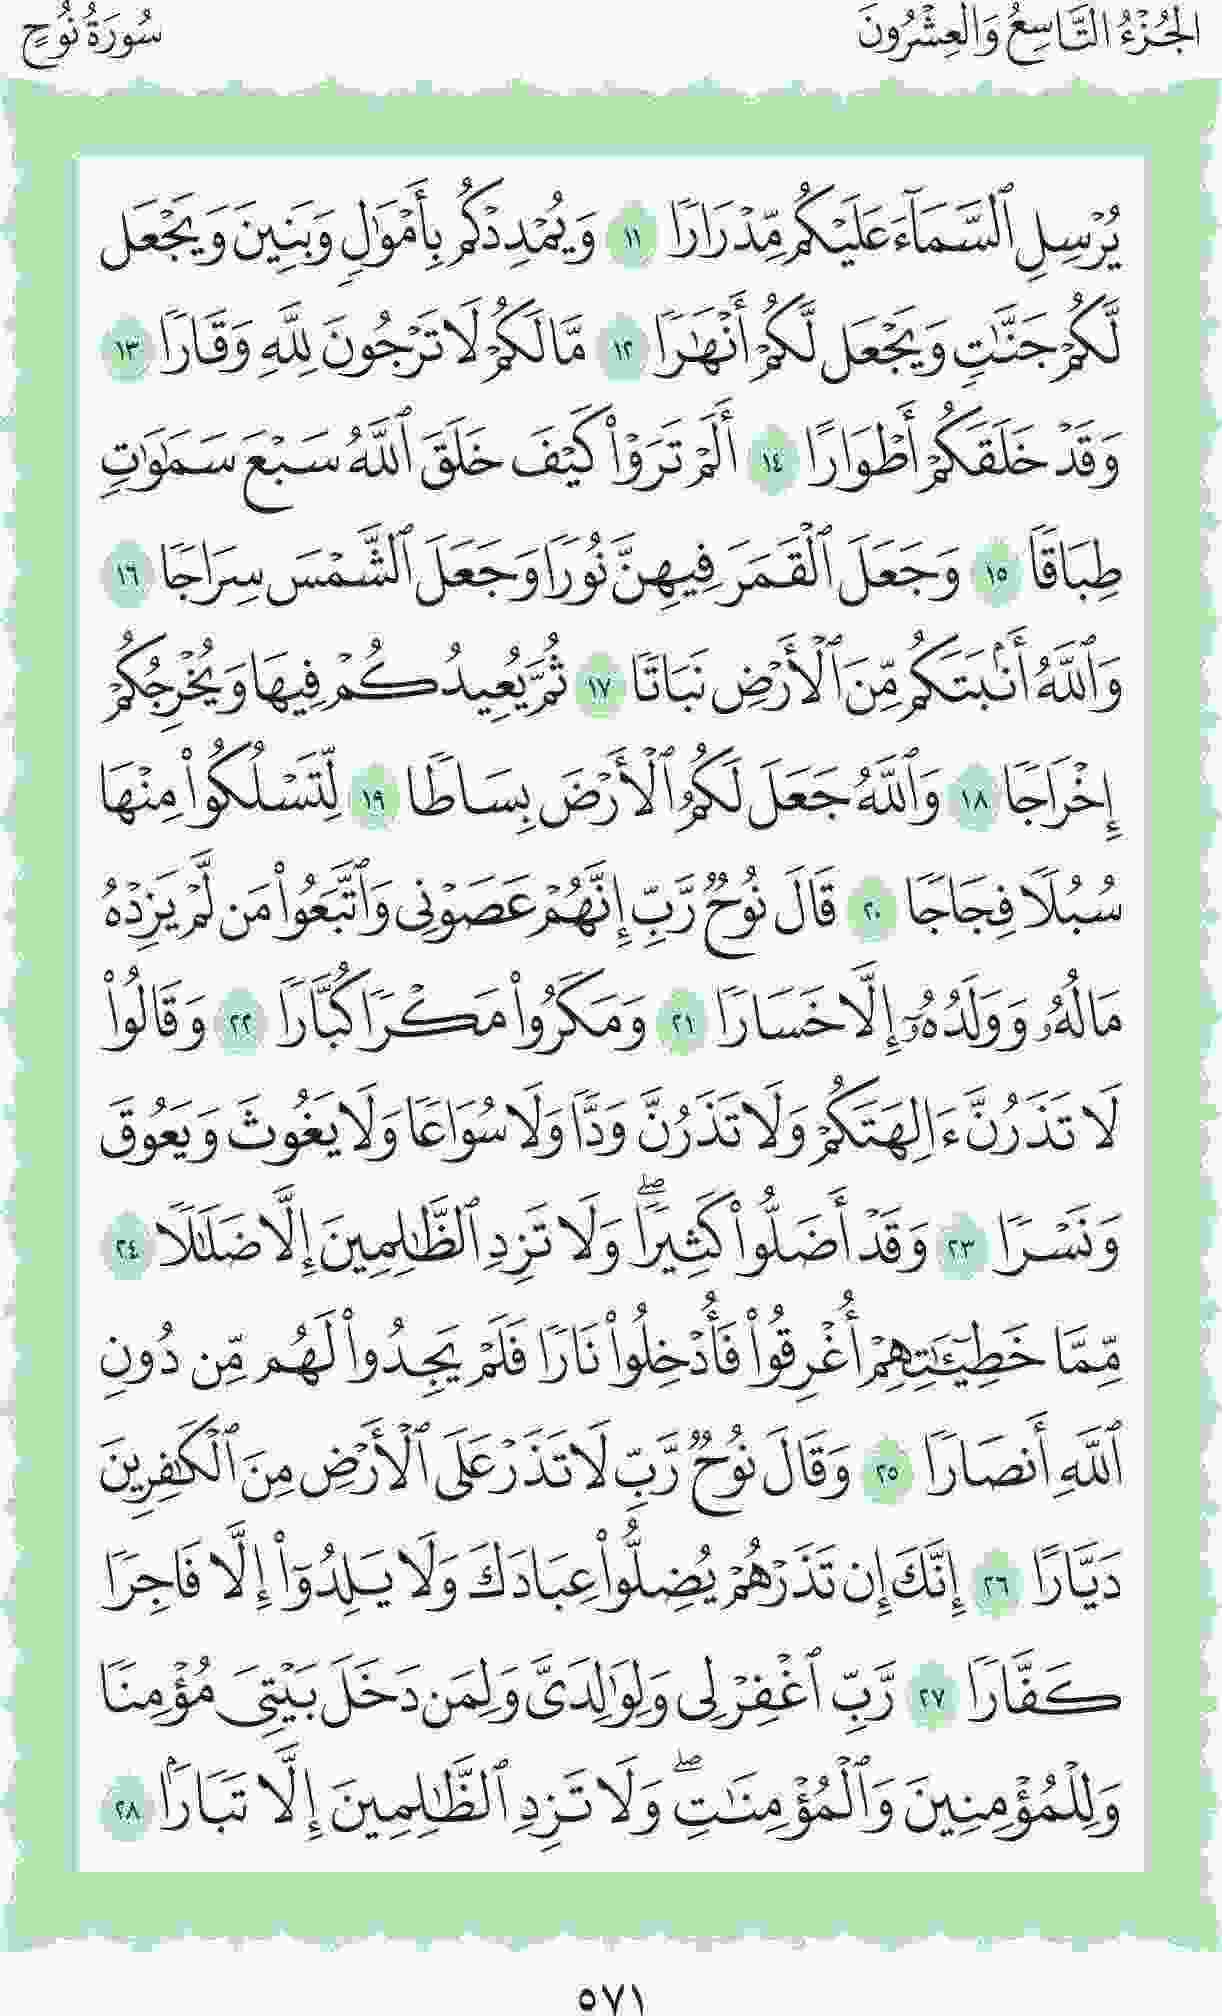 الجُزْءُ التَّاسِعُ وَالعِشْرُونَ
سُورَةُ نُوحٍ
يُرْسِلِ ٱلسَّمَآءَ عَلَيْكُم مِّدْرَارًا ١١ وَيُمْدِدْكُم بِأَمْوَٰلٍ وَبَنِينَ وَيَجْعَل
لَّكُمْ جَنَّٰتٍ وَيَجْعَل لَّكُمْ أَنْهَٰرًا ١٢ مَّا لَكُمْ لَا تَرْجُونَ لِلَّهِ وَقَارًا ١٣
وَقَدْ خَلَقَكُمْ أَطْوَارًا ١٤ أَلَمْ تَرَوْا۟ كَيْفَ خَلَقَ ٱللَّهُ سَبْعَ سَمَٰوَٰتٍ
طِبَاقًا ١٥ وَجَعَلَ ٱلْقَمَرَ فِيهِنَّ نُورًا وَجَعَلَ ٱلشَّمْسَ سِرَاجًا ١٦
وَٱللَّهُ أَنۢبَتَكُم مِّنَ ٱلْأَرْضِ نَبَاتًا ١٧ ثُمَّ يُعِيدُكُمْ فِيهَا وَيُخْرِجُكُمْ
إِخْرَاجًا ١٨ وَٱللَّهُ جَعَلَ لَكُمُ ٱلْأَرْضَ بِسَاطًا ١٩ لِّتَسْلُكُوا۟ مِنْهَا
سُبُلًا فِجَاجًا ٢٠ قَالَ نُوحٌ رَّبِّ إِنَّهُمْ عَصَوْنِى وَٱتَّبَعُوا۟ مَن لَّمْ يَزِدْهُ
مَالُهُۥ وَوَلَدُهُۥٓ إِلَّا خَسَارًا ٢١ وَمَكَرُوا۟ مَكْرًا كُبَّارًا ٢٢ وَقَالُوا۟
لَا تَذَرُنَّ ءَالِهَتَكُمْ وَلَا تَذَرُنَّ وَدًّا وَلَا سُوَاعًا وَلَا يَغُوثَ وَيَعُوقَ
وَنَسْرًا ٢٣ وَقَدْ أَضَلُّوا۟ كَثِيرًا ۖ وَلَا تَزِدِ ٱلظَّٰلِمِينَ إِلَّا ضَلَٰلًا ٢٤
مِّمَّا خَطِيٓـَٰٔتِهِمْ أُغْرِقُوا۟ فَأُدْخِلُوا۟ نَارًا فَلَمْ يَجِدُوا۟ لَهُم مِّن دُونِ
ٱللَّهِ أَنصَارًا ٢٥ وَقَالَ نُوحٌ رَّبِّ لَا تَذَرْ عَلَى ٱلْأَرْضِ مِنَ ٱلْكَٰفِرِينَ
دَيَّارًا ٢٦ إِنَّكَ إِن تَذَرْهُمْ يُضِلُّوا۟ عِبَادَكَ وَلَا يَلِدُوٓا۟ إِلَّا فَاجِرًا
كَفَّارًا ٢٧ رَّبِّ ٱغْفِرْ لِى وَلِوَٰلِدَىَّ وَلِمَن دَخَلَ بَيْتِىَ مُؤْمِنًا
وَلِلْمُؤْمِنِينَ وَٱلْمُؤْمِنَٰتِ ۖ وَلَا تَزِدِ ٱلظَّٰلِمِينَ إِلَّا تَبَارًۢا ٢٨
٥٧١